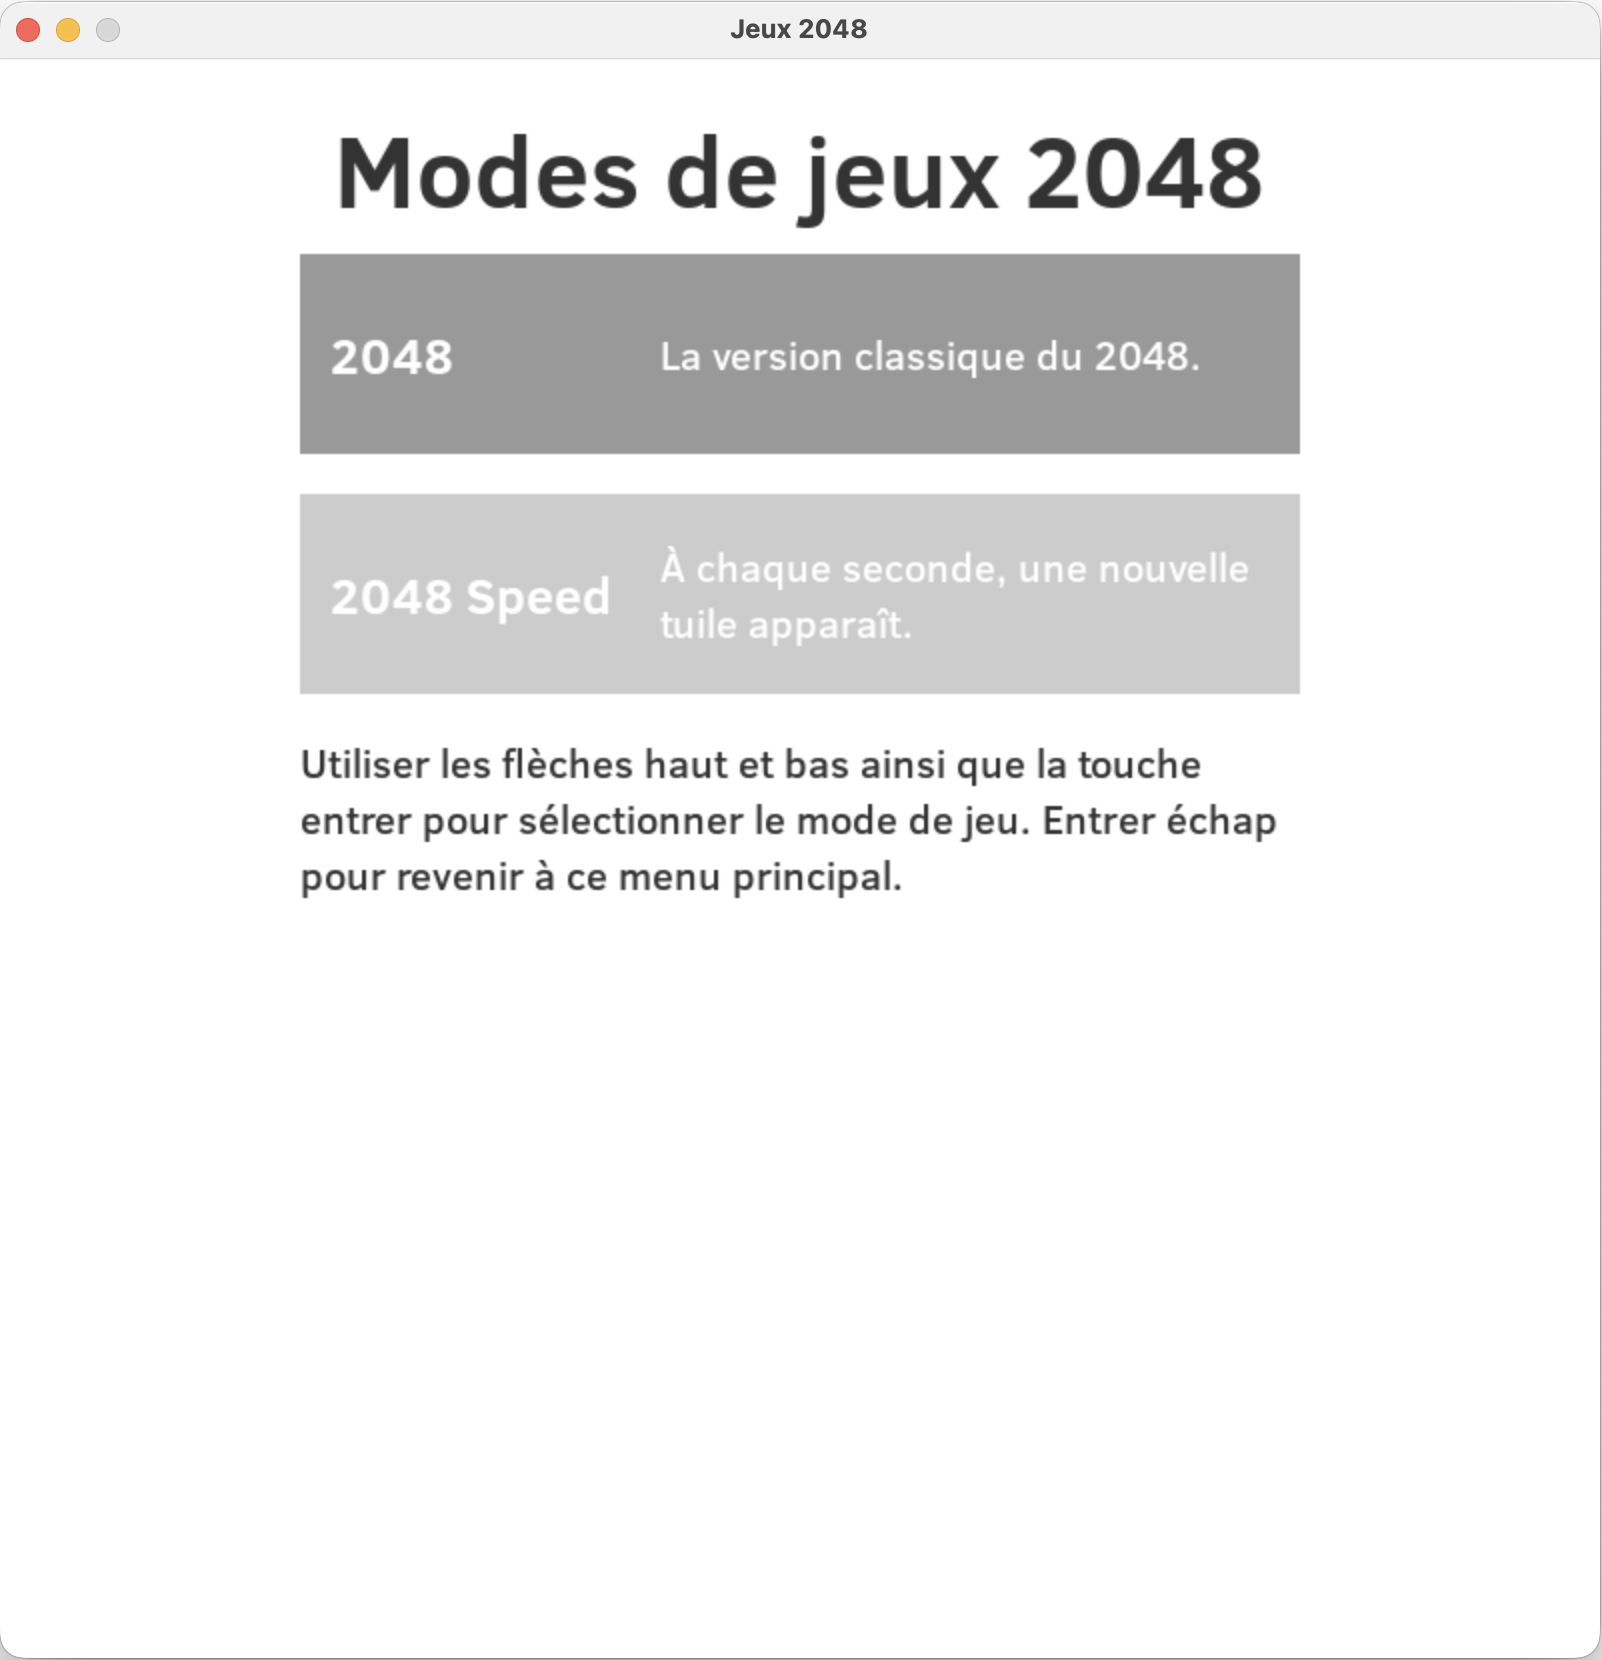 Jeux 2048
Modes de jeux 2048
2048
La version classique du 2048.
2048 Speed
À chaque seconde, une nouvelle
tuile apparaît.
Utiliser les flèches haut et bas ainsi que la touche
entrer pour sélectionner le mode de jeu. Entrer échap
pour revenir à ce menu principal.